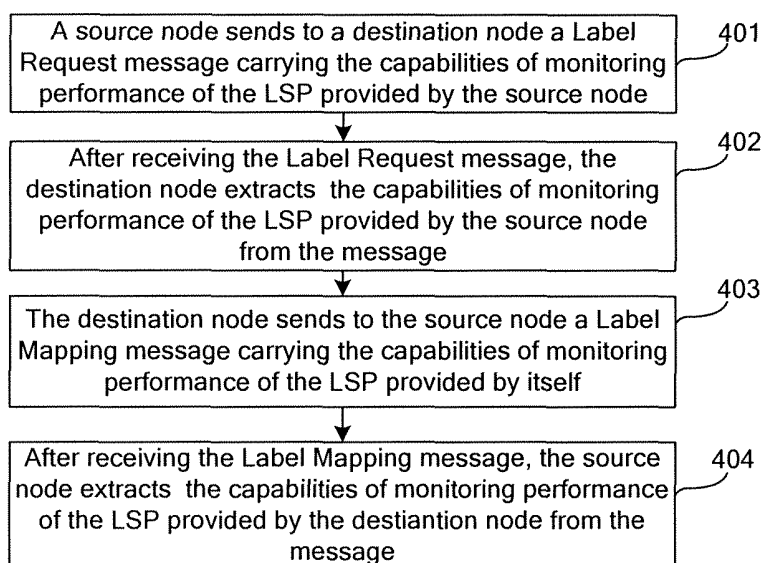 A source node sends to a destination node a Label
Request message carrying the capabilities of monitoring
performance of the LSP provided by the source node
401
After receiving the Label Request message, the
destination node extracts the capabilities of monitoring
performance of the LSP provided by the source node
from the message
402
The destination node sends to the source node a Label
Mapping message carrying the capabilities of monitoring
performance of the LSP provided by itself
403
After receiving the Label Mapping message, the source
node extracts the capabilities of monitoring performance
of the LSP provided by the destiantion node from the
message
404